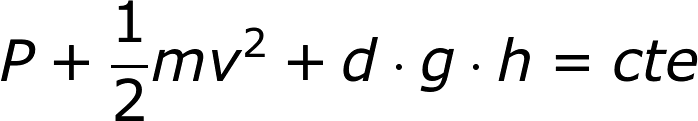 P + 1/2 mv² + d · g · h = cte